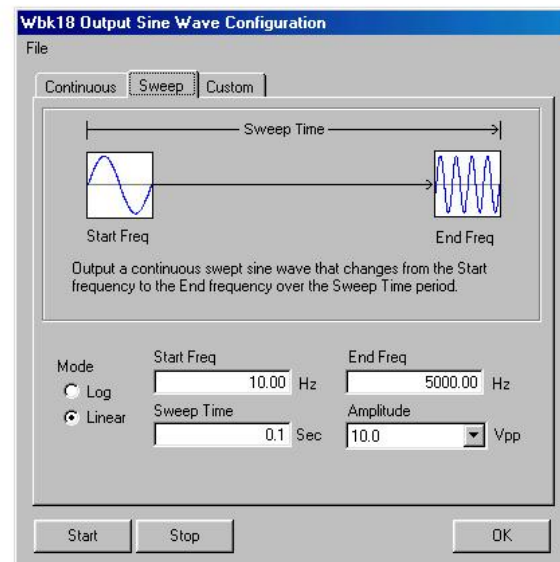 Wbk18 Output Sine Wave Configuration
File
Continuous Sweep Custom
Sweep Time
Start Freq End Freq
Output a continuous swept sine wave that changes from the Start
frequency to the End frequency over the Sweep Time period.
Mode
Log
Linear
Start Freq
10.00 Hz
End Freq
5000.00 Hz
Sweep Time
0.1 Sec
Amplitude
10.0 Vpp
Start Stop OK